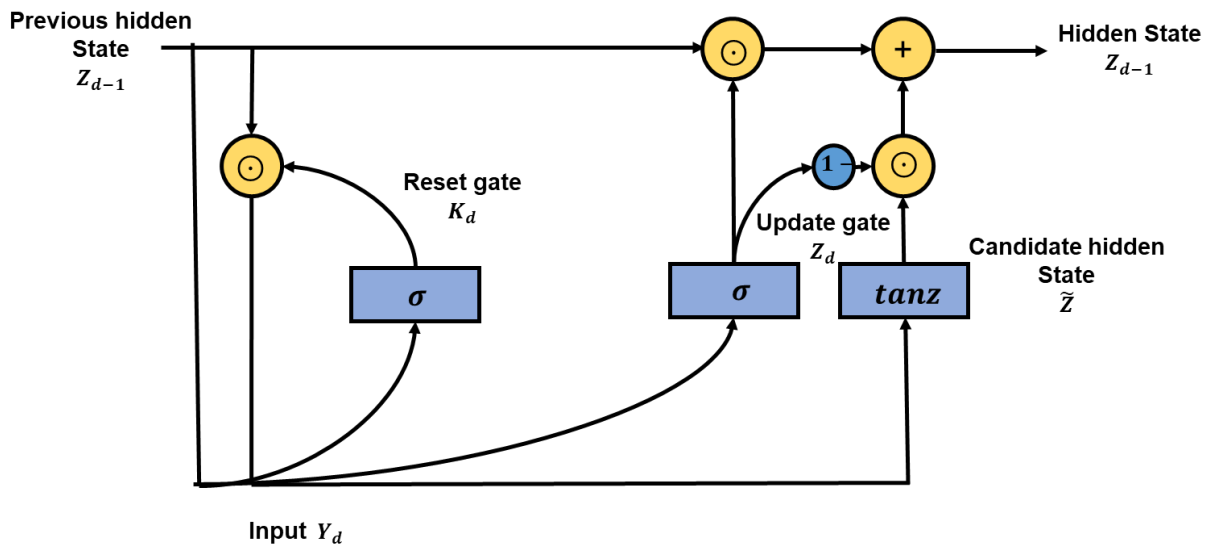 Previous hidden
State
Z_{d−1}
⊙
+
Hidden State
Z_{d−1}
⊙
Reset gate
K_d
1 −
⊙
Update gate
Z_d
Candidate hidden
State
Z̃
σ
σ
tanz
Input Y_d